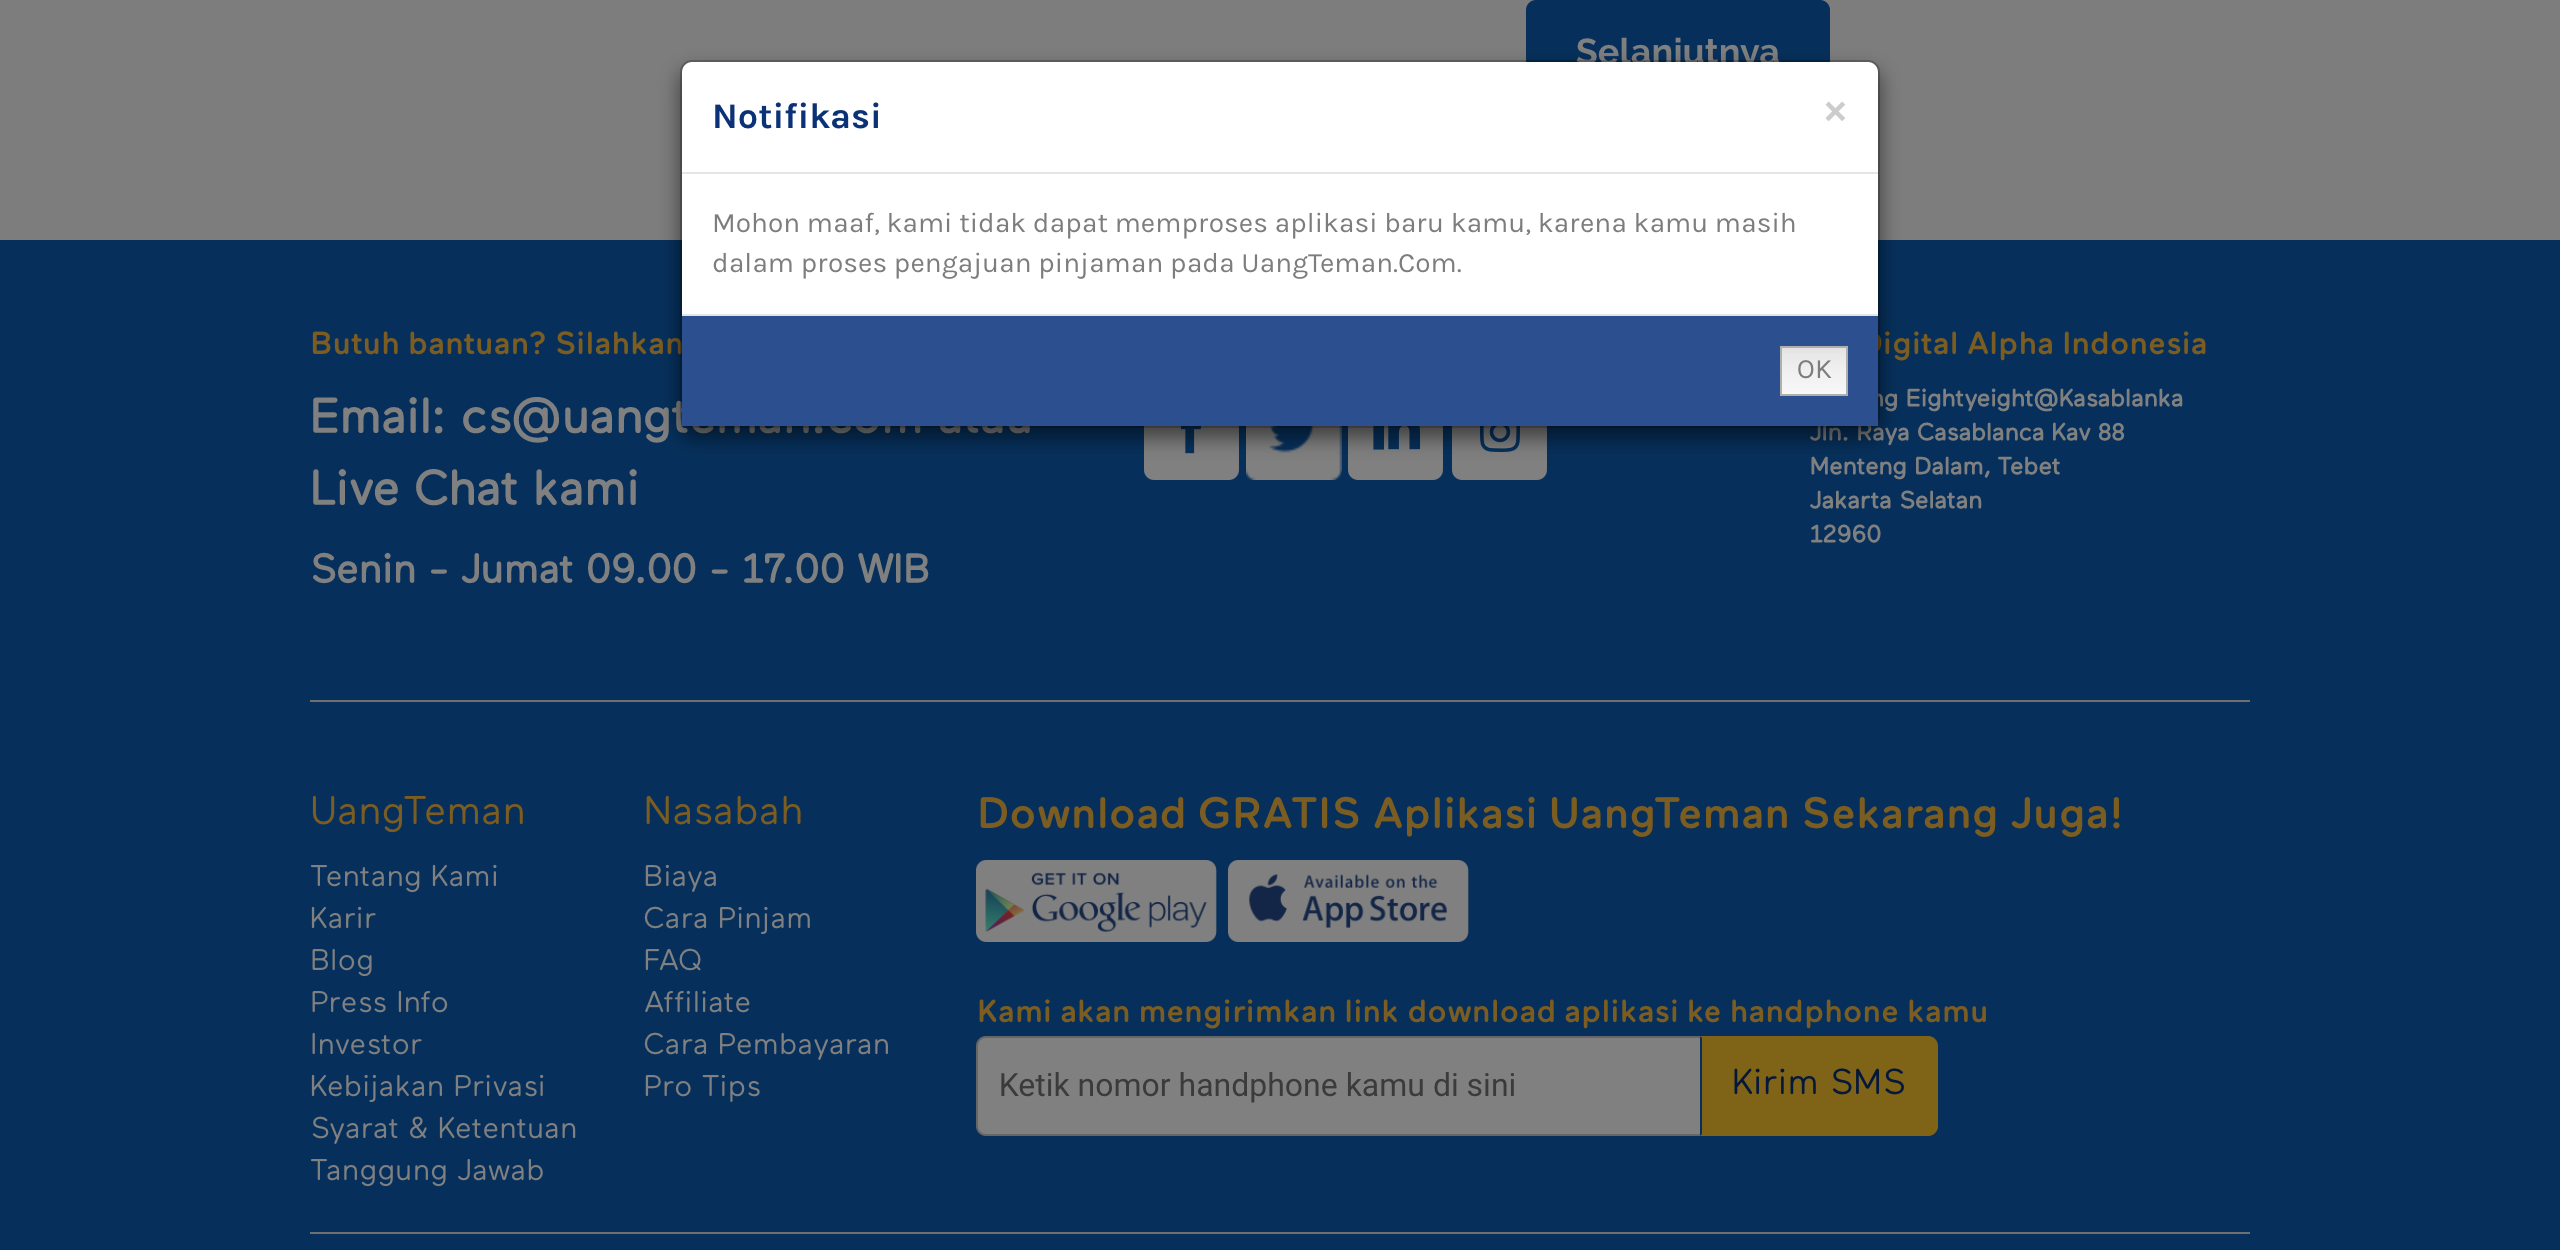 Selanjutnya
Notifikasi
×
Mohon maaf, kami tidak dapat memproses aplikasi baru kamu, karena kamu masih
dalam proses pengajuan pinjaman pada UangTeman.Com.
OK
Butuh bantuan? Silahkan
Email: cs@uangteman.com atau
Live Chat kami
Senin - Jumat 09.00 - 17.00 WIB
Digital Alpha Indonesia
Eightyeight@Kasablanka
Jln. Raya Casablanca Kav 88
Menteng Dalam, Tebet
Jakarta Selatan
12960
UangTeman
Tentang Kami
Karir
Blog
Press Info
Investor
Kebijakan Privasi
Syarat & Ketentuan
Tanggung Jawab
Nasabah
Biaya
Cara Pinjam
FAQ
Affiliate
Cara Pembayaran
Pro Tips
Download GRATIS Aplikasi UangTeman Sekarang Juga!
GET IT ON
Google play
Available on the
App Store
Kami akan mengirimkan link download aplikasi ke handphone kamu
Ketik nomor handphone kamu di sini
Kirim SMS